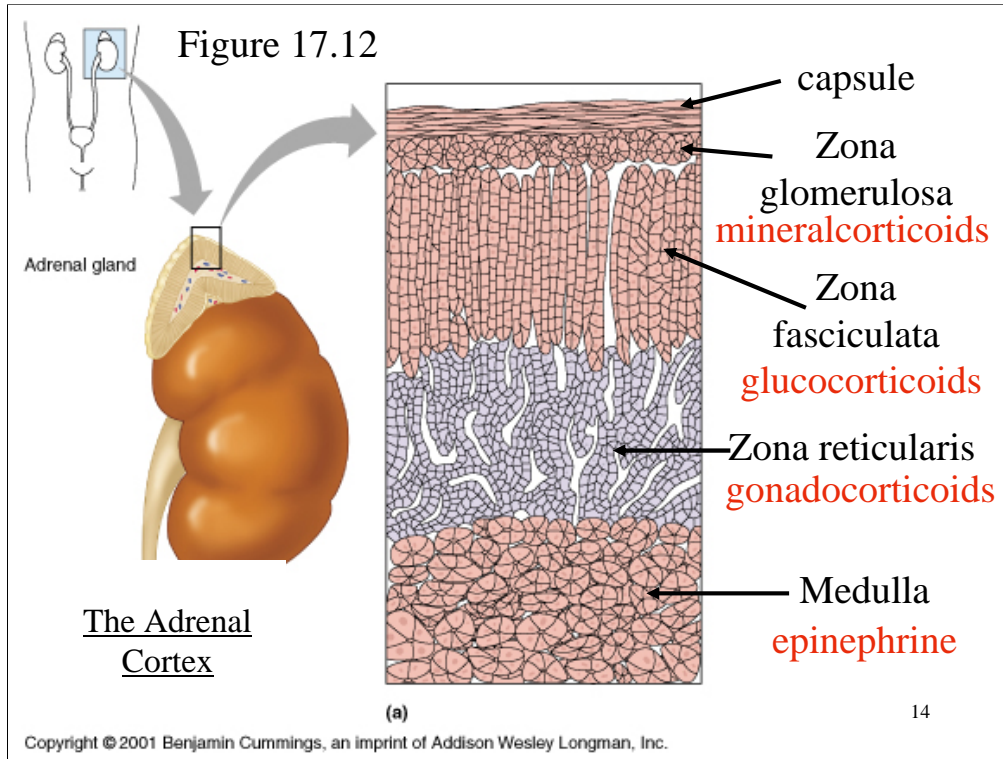 Figure 17.12
capsule
Zona
glomerulosa
mineralcorticoids
Adrenal gland
Zona
fasciculata
glucocorticoids
Zona reticularis
gonadocorticoids
Medulla
epinephrine
The Adrenal
Cortex
(a)
14
Copyright © 2001 Benjamin Cummings, an imprint of Addison Wesley Longman, Inc.